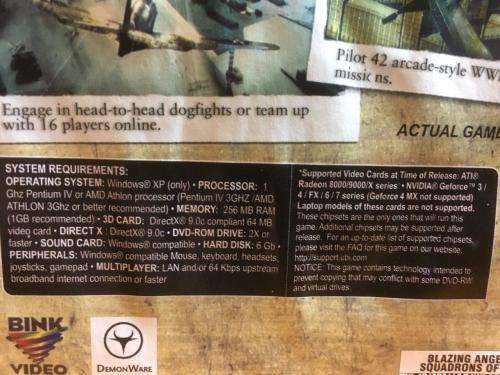 Pilot 42 arcade-style WW
missions.
Engage in head-to-head dogfights or team up
with 16 players online.
ACTUAL GAME
SYSTEM REQUIREMENTS:
OPERATING SYSTEM: Windows® XP (only) • PROCESSOR: 1
Ghz Pentium IV or AMD Athlon processor (Pentium IV 3GHZ /AMD
ATHLON 3Ghz or better recommended) • MEMORY: 256 MB RAM
(1GB recommended) • 3D CARD: DirectX® 9.0c compliant 64 MB
video card • DIRECT X : DirectX® 9.0c • DVD-ROM DRIVE: 2X or
faster • SOUND CARD: Windows® compatible • HARD DISK: 6 Gb •
PERIPHERALS: Windows® compatible Mouse, keyboard, headsets,
joysticks, gamepad • MULTIPLAYER: LAN and/or 64 Kbps upstream
broadband internet connection or faster
*Supported Video Cards at Time of Release: ATI®
Radeon 8000/9000/X series • NVIDIA® Geforce™ 3 /
4 / FX / 6 / 7 series (Geforce 4 MX not supported)
Laptop models of these cards are not supported.
These chipsets are the only ones that will run this
game. Additional chipsets may be supported after
release. For an up-to-date list of supported chipsets,
please visit the FAQ for this game on our website:
http://support.ubi.com
NOTICE: This game contains technology intended to
prevent copying that may conflict with some DVD-RW
and virtual drives.
BINK
VIDEO
DEMONWARE
BLAZING ANGE
SQUADRONS OF